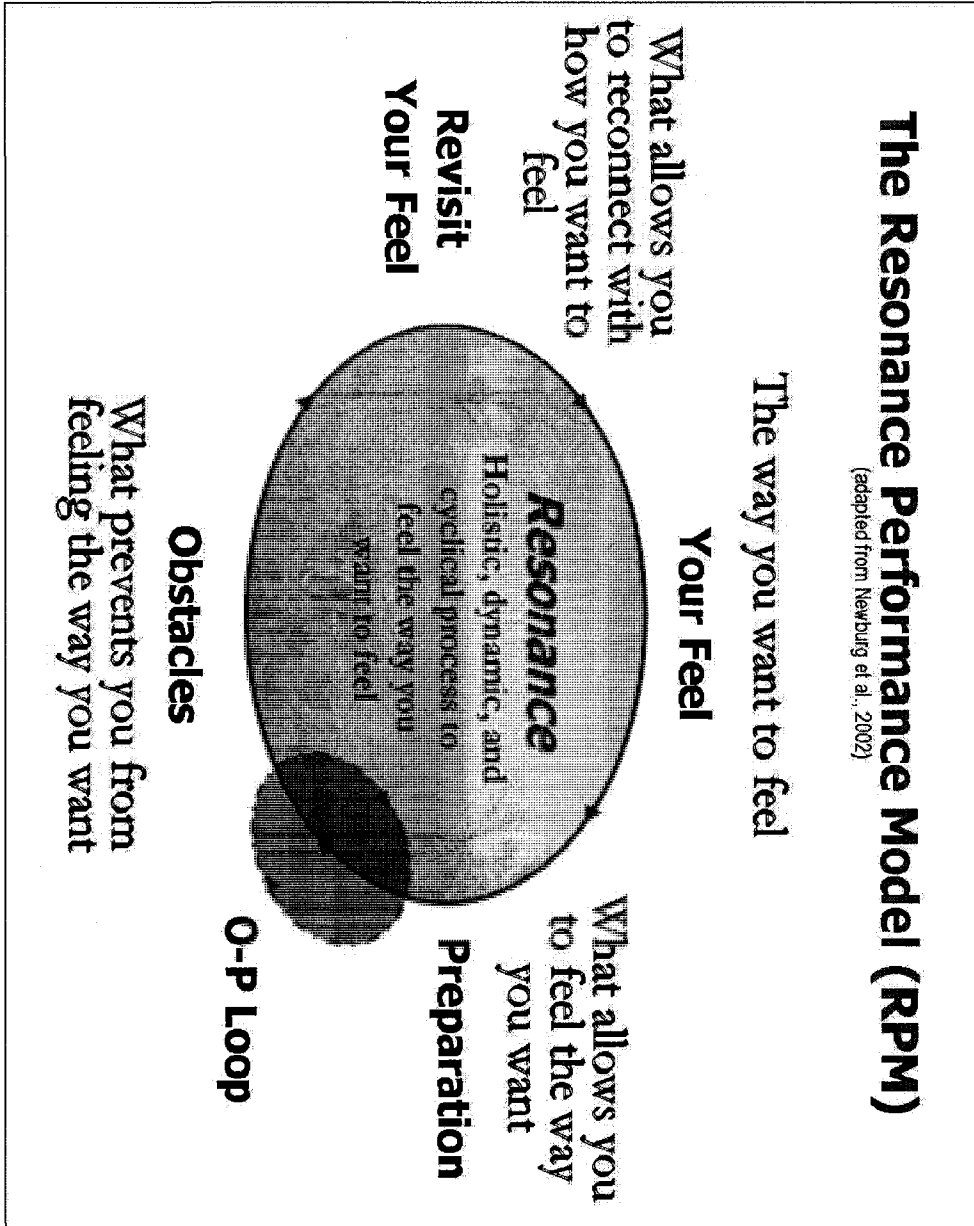 The Resonance Performance Model (RPM)
(adapted from Newburg et al., 2002)
The way you want to feel
Your Feel
What allows you
to reconnect with
how you want to
feel
Revisit
Your Feel
Resonance
Holistic, dynamic, and
cyclical process to
feel the way you
want to feel
What allows you
to feel the way
you want
Preparation
O-P Loop
Obstacles
What prevents you from
feeling the way you want